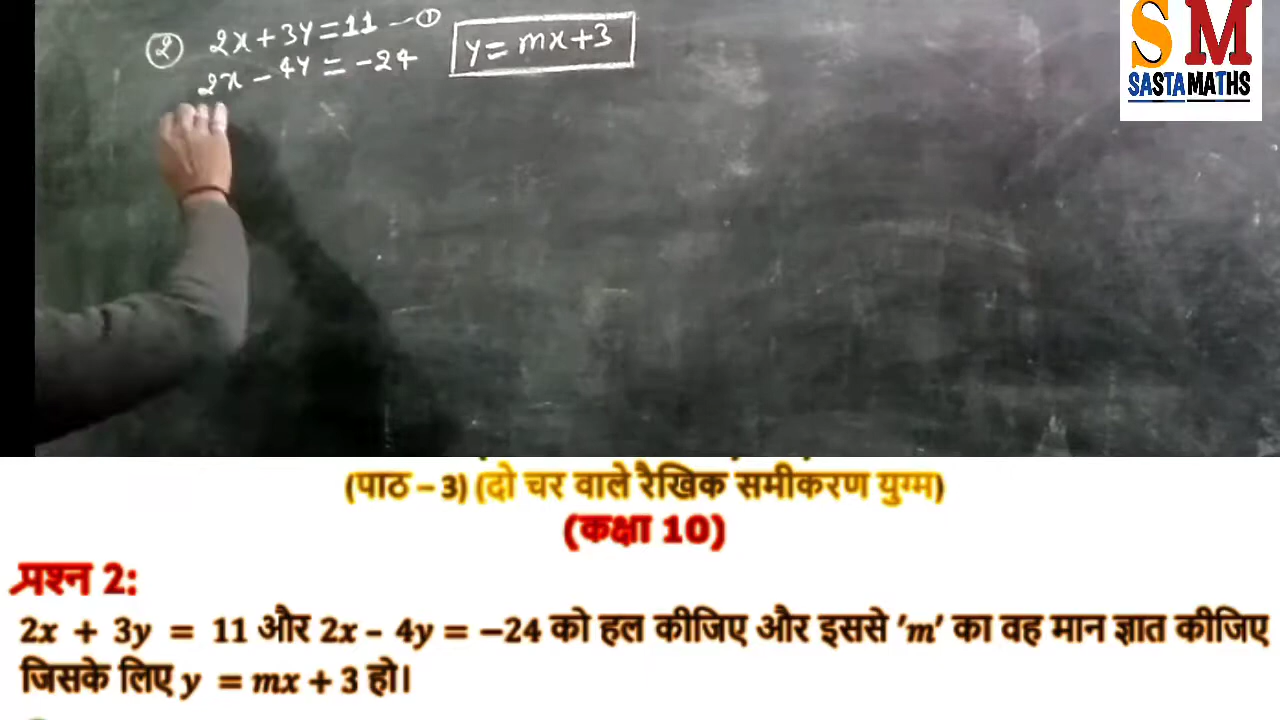 ② 2x+3y=11 —①
2x-4y=-24
y=mx+3
SM
SASTAMATHS
(पाठ – 3) (दो चर वाले रैखिक समीकरण युग्म)
(कक्षा 10)
प्रश्न 2:
2x + 3y = 11 और 2x – 4y = −24 को हल कीजिए और इससे 'm' का वह मान ज्ञात कीजिए
जिसके लिए y = mx + 3 हो।